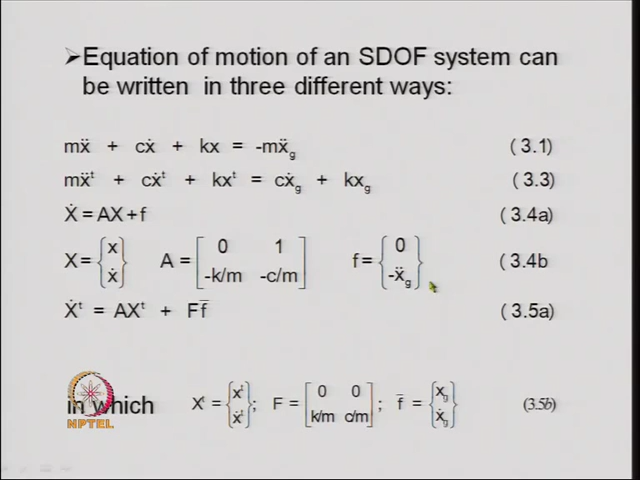 ➢Equation of motion of an SDOF system can
be written in three different ways:
mẍ + cẋ + kx = -mẍg (3.1)
mẍᵗ + cẋᵗ + kxᵗ = cẋg + kxg (3.3)
Ẋ = AX + f (3.4a)
X = {x ẋ} A = [0 1 -k/m -c/m] f = {0 -ẍg} (3.4b
Ẋᵗ = AXᵗ + Ff̅ (3.5a)
in which Xᵗ = {xᵗ ẋᵗ}; F = [0 0 k/m c/m]; f̅ = {xg ẋg} (3.5b)
NPTEL